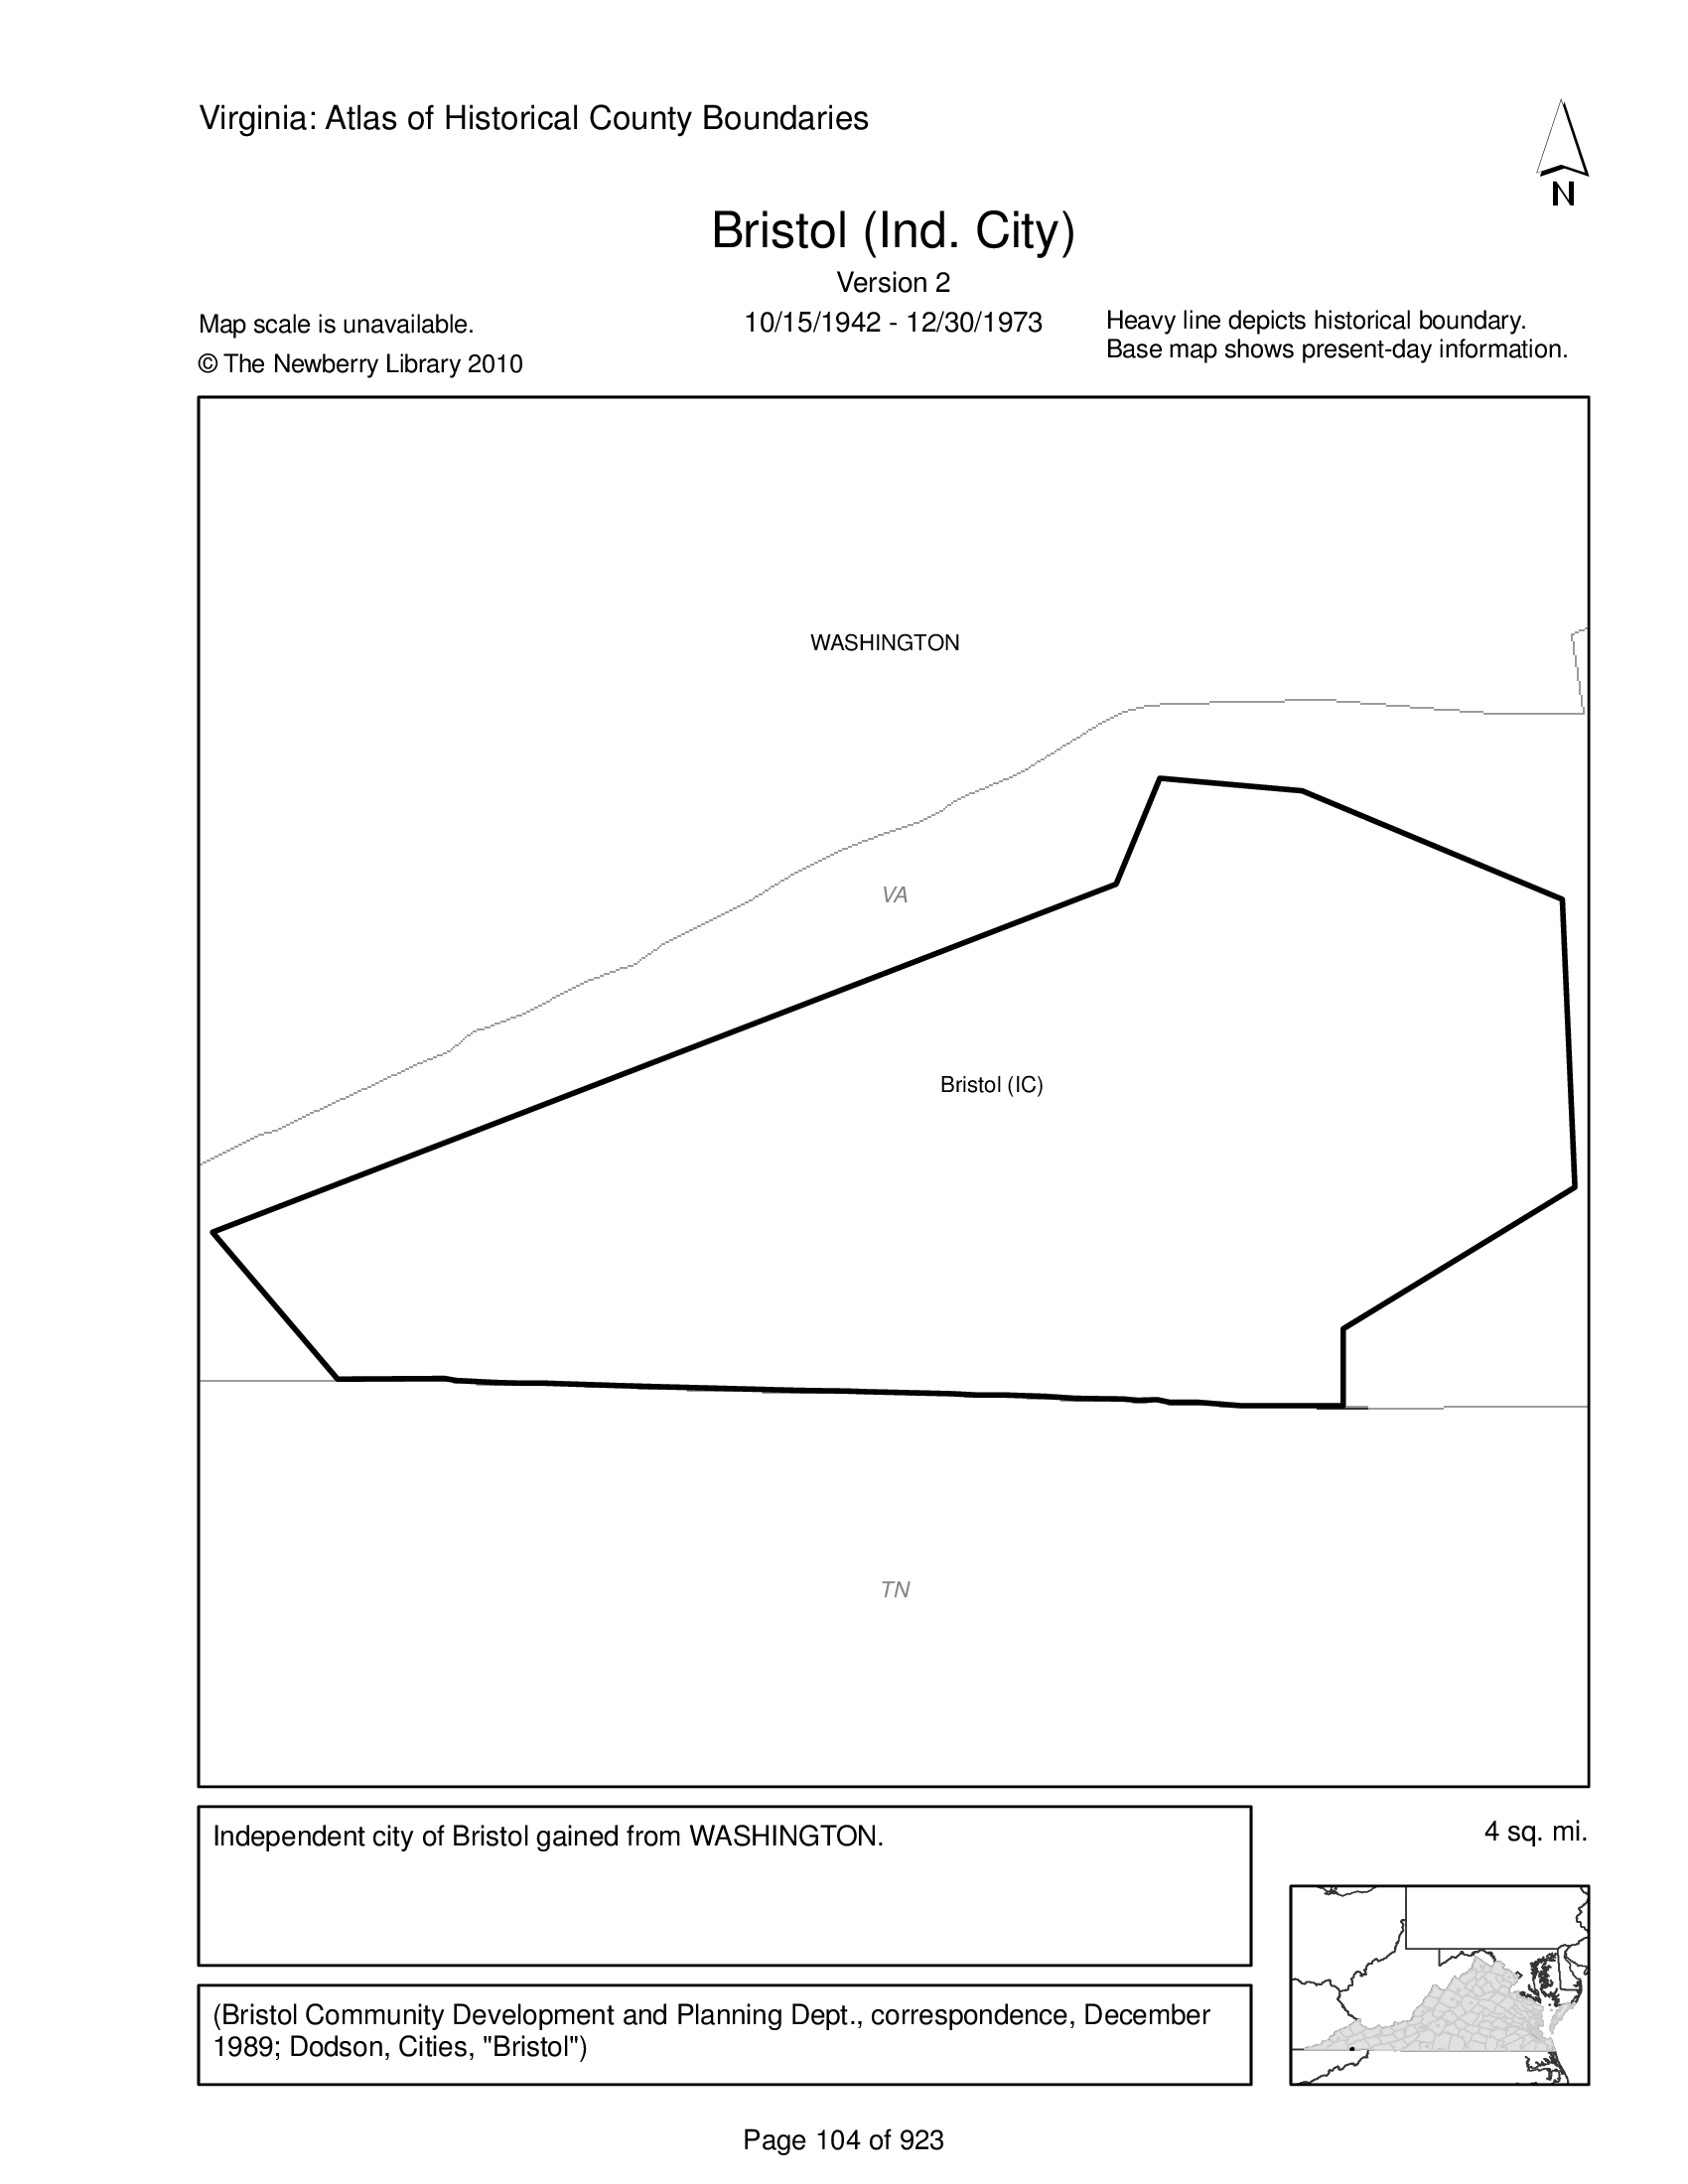 Virginia: Atlas of Historical County Boundaries
N
Bristol (Ind. City)
Version 2
Map scale is unavailable.
10/15/1942 - 12/30/1973
Heavy line depicts historical boundary.
Base map shows present-day information.
© The Newberry Library 2010
WASHINGTON
VA
Bristol (IC)
TN
Independent city of Bristol gained from WASHINGTON.
4 sq. mi.
(Bristol Community Development and Planning Dept., correspondence, December
1989; Dodson, Cities, "Bristol")
Page 104 of 923